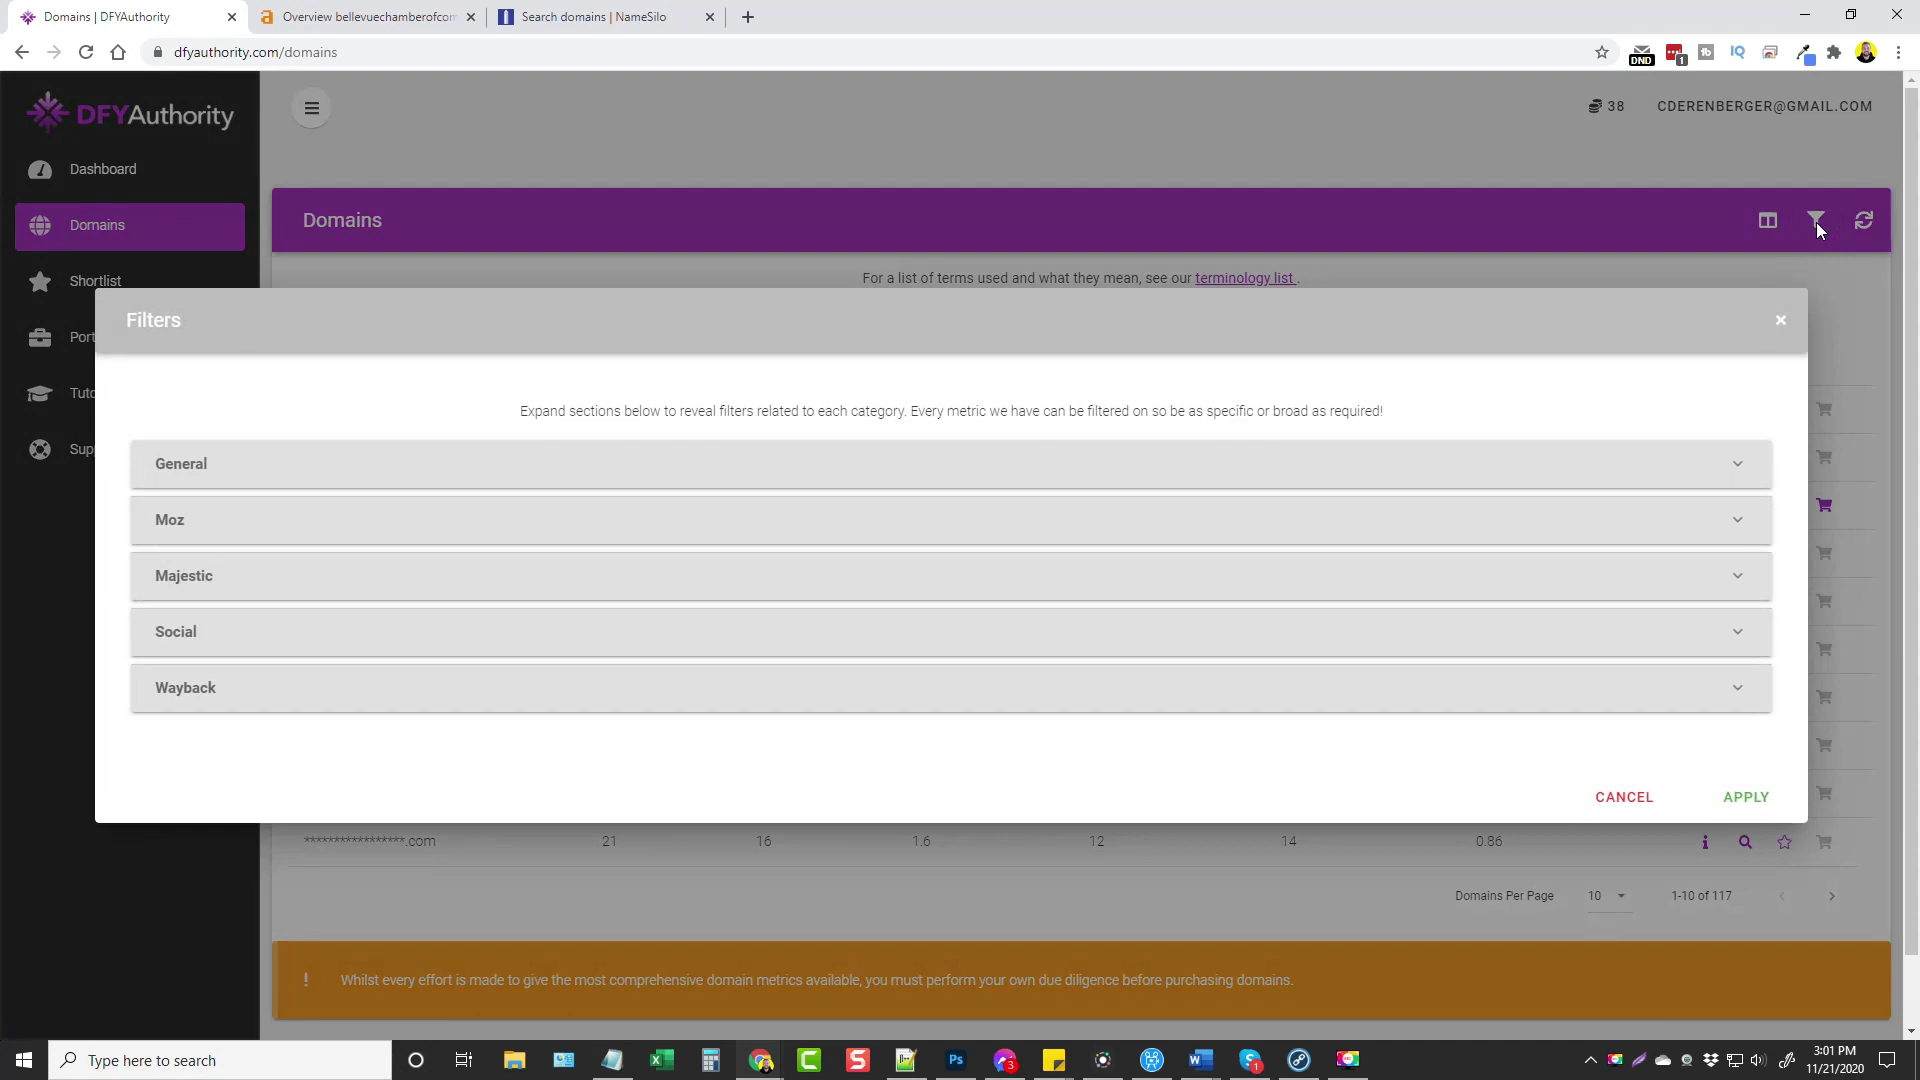 Domains | DFYAuthority
Overview bellevuechamberofcom
Search domains | NameSilo
dfyauthority.com/domains
DND
1
DFYAuthority
38
CDERENBERGER@GMAIL.COM
Dashboard
Domains
Domains
Shortlist
For a list of terms used and what they mean, see our terminology list .
Port
Tuto
Sup
Filters
×
Expand sections below to reveal filters related to each category. Every metric we have can be filtered on so be as specific or broad as required!
General
Moz
Majestic
Social
Wayback
CANCEL
APPLY
*****************.com 21 16 1.6 12 14 0.86
Domains Per Page 10 1-10 of 117
! Whilst every effort is made to give the most comprehensive domain metrics available, you must perform your own due diligence before purchasing domains.
Type here to search
3:01 PM
11/21/2020